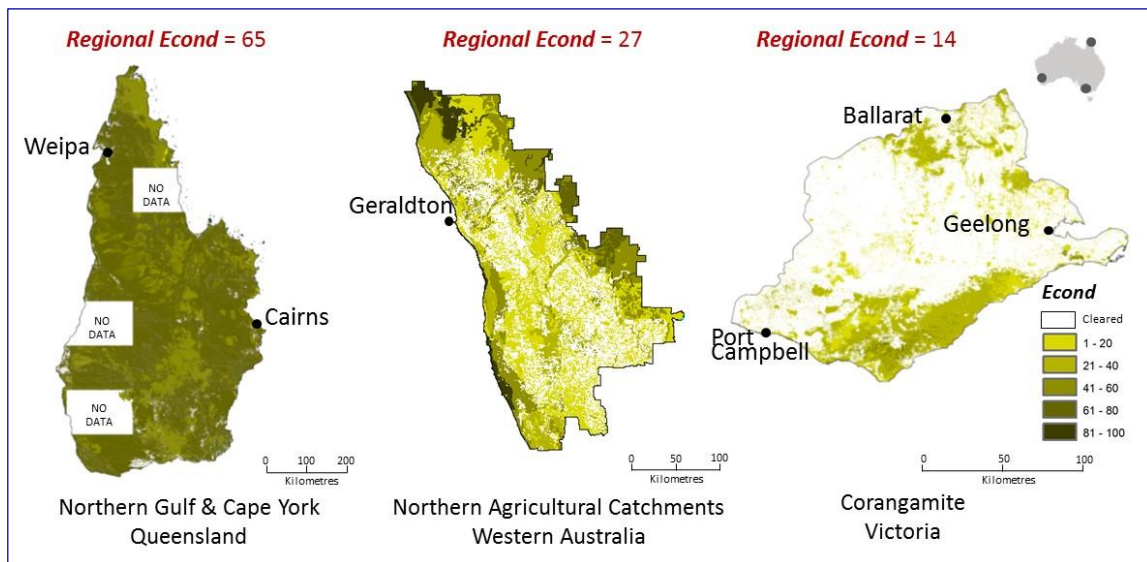 Regional Econd = 65
Regional Econd = 27
Regional Econd = 14
Weipa
NO
DATA
NO
DATA
Cairns
NO
DATA
0 100 200
Kilometres
Northern Gulf & Cape York
Queensland
Geraldton
0 50 100
Kilometres
Northern Agricultural Catchments
Western Australia
Ballarat
Geelong
Port
Campbell
Econd
Cleared
1 - 20
21 - 40
41 - 60
61 - 80
81 - 100
0 50 100
Kilometres
Corangamite
Victoria